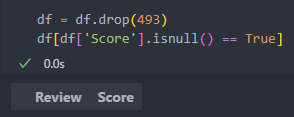 df = df.drop(493)
df[df['Score'].isnull() == True]
0.0s
Review Score